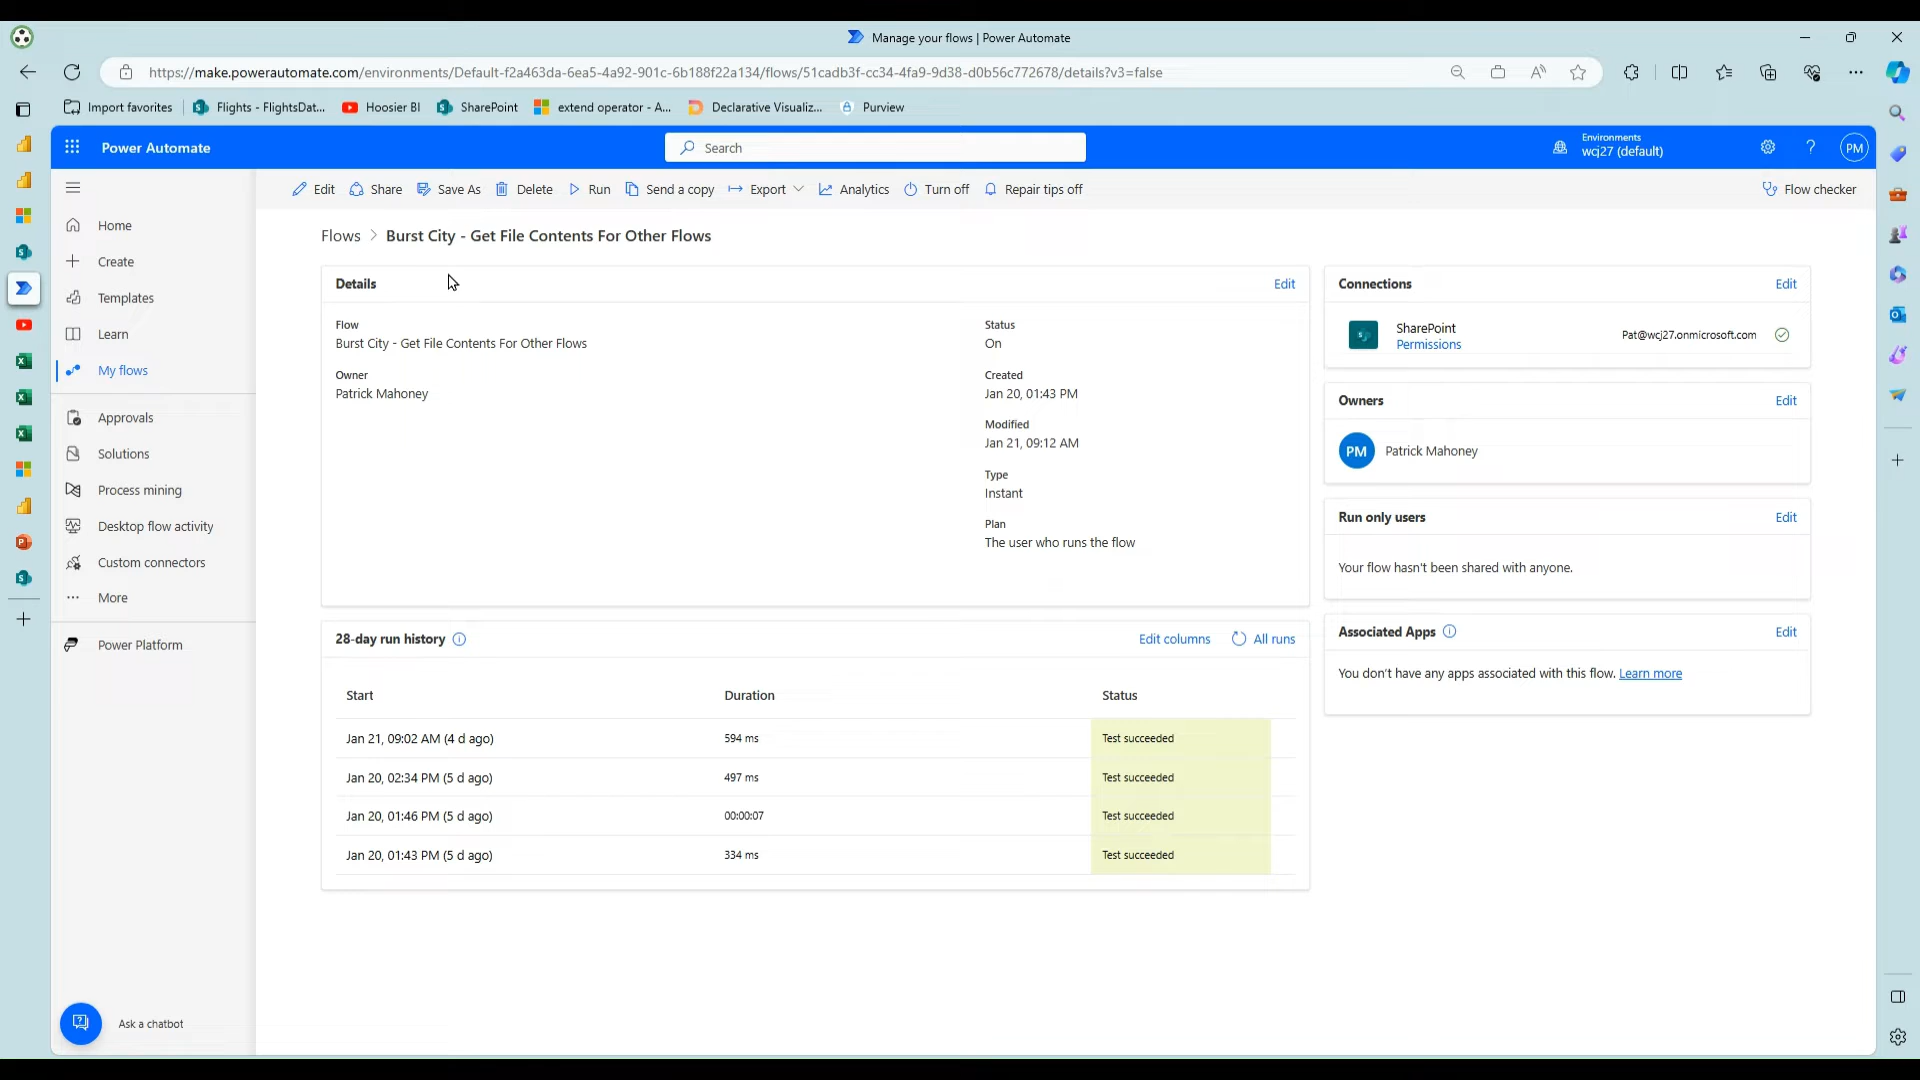 Manage your flows | Power Automate
https://make.powerautomate.com/environments/Default-f2a463da-6ea5-4a92-901c-6b188f22a134/flows/51cadb3f-cc34-4fa9-9d38-d0b56c772678/details?v3=false
Import favorites Flights - FlightsDat... Hoosier BI SharePoint extend operator - A... Declarative Visualiz... Purview
Power Automate
Search
Environments
wcj27 (default)
PM
Edit Share Save As Delete Run Send a copy Export Analytics Turn off Repair tips off Flow checker
Home
Create
Templates
Learn
My flows
Approvals
Solutions
Process mining
Desktop flow activity
Custom connectors
More
Power Platform
Ask a chatbot
Flows > Burst City - Get File Contents For Other Flows
Details Edit
Flow
Burst City - Get File Contents For Other Flows
Owner
Patrick Mahoney
Status
On
Created
Jan 20, 01:43 PM
Modified
Jan 21, 09:12 AM
Type
Instant
Plan
The user who runs the flow
28-day run history Edit columns All runs
Start Duration Status
Jan 21, 09:02 AM (4 d ago) 594 ms Test succeeded
Jan 20, 02:34 PM (5 d ago) 497 ms Test succeeded
Jan 20, 01:46 PM (5 d ago) 00:00:07 Test succeeded
Jan 20, 01:43 PM (5 d ago) 334 ms Test succeeded
Connections Edit
SharePoint
Permissions
Pat@wcj27.onmicrosoft.com
Owners Edit
PM Patrick Mahoney
Run only users Edit
Your flow hasn't been shared with anyone.
Associated Apps Edit
You don't have any apps associated with this flow. Learn more